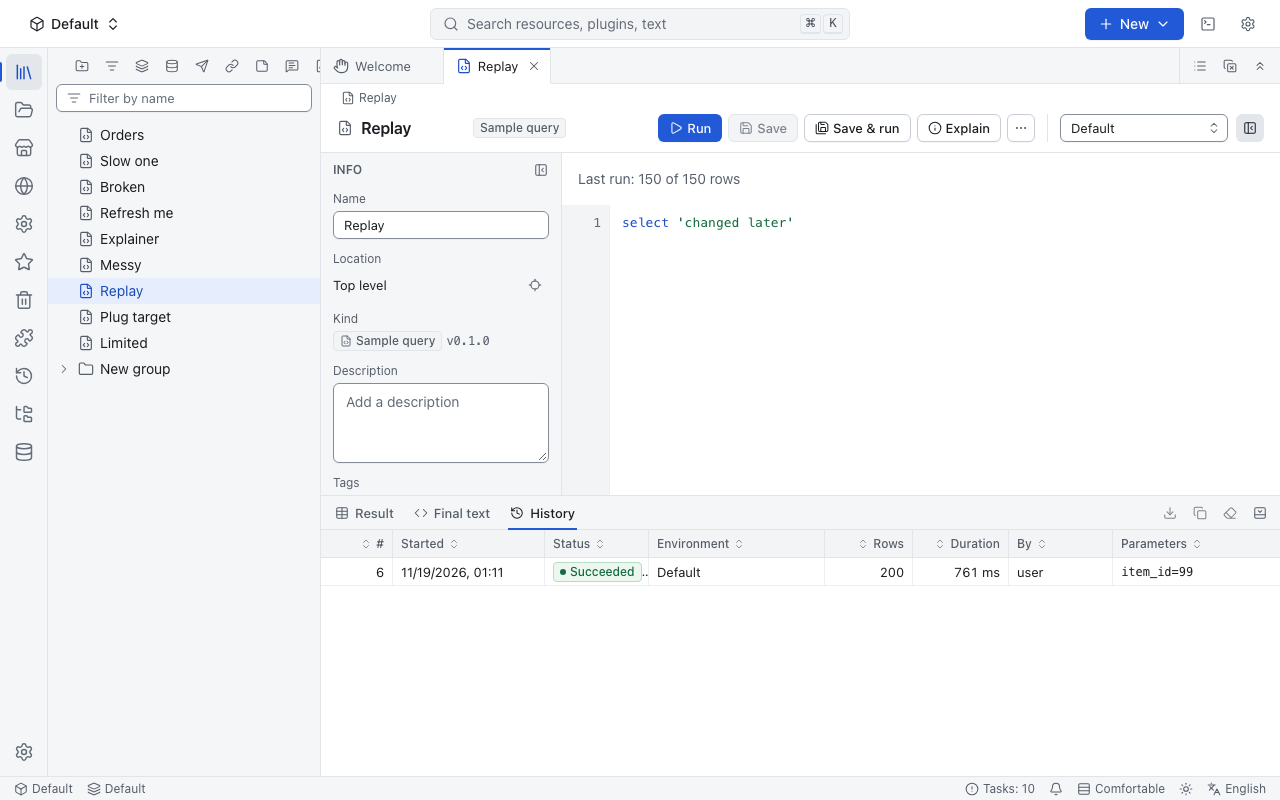 Default
Search resources, plugins, text
⌘ K
New
Welcome
Replay
Filter by name
Orders
Slow one
Broken
Refresh me
Explainer
Messy
Replay
Plug target
Limited
New group
Replay
Replay
Sample query
Run
Save
Save & run
Explain
Default
INFO
Name
Replay
Location
Top level
Kind
Sample query v0.1.0
Description
Add a description
Tags
Last run: 150 of 150 rows
1 select 'changed later'
Result
Final text
History
# Started Status Environment Rows Duration By Parameters
6 11/19/2026, 01:11 Succeeded .. Default 200 761 ms user item_id=99
Default
Default
Tasks: 10
Comfortable
English